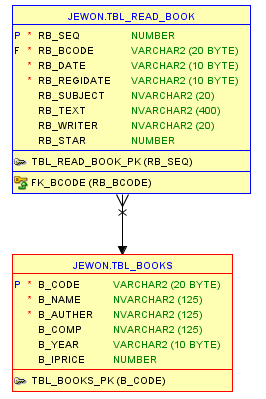 JEWON.TBL_READ_BOOK
P * RB_SEQ NUMBER
F * RB_BCODE VARCHAR2 (20 BYTE)
* RB_DATE VARCHAR2 (10 BYTE)
* RB_REGIDATE VARCHAR2 (10 BYTE)
RB_SUBJECT NVARCHAR2 (20)
RB_TEXT NVARCHAR2 (400)
RB_WRITER NVARCHAR2 (20)
RB_STAR NUMBER
TBL_READ_BOOK_PK (RB_SEQ)
FK_BCODE (RB_BCODE)
JEWON.TBL_BOOKS
P * B_CODE VARCHAR2 (20 BYTE)
* B_NAME NVARCHAR2 (125)
* B_AUTHER NVARCHAR2 (125)
B_COMP NVARCHAR2 (125)
B_YEAR VARCHAR2 (10 BYTE)
B_IPRICE NUMBER
TBL_BOOKS_PK (B_CODE)